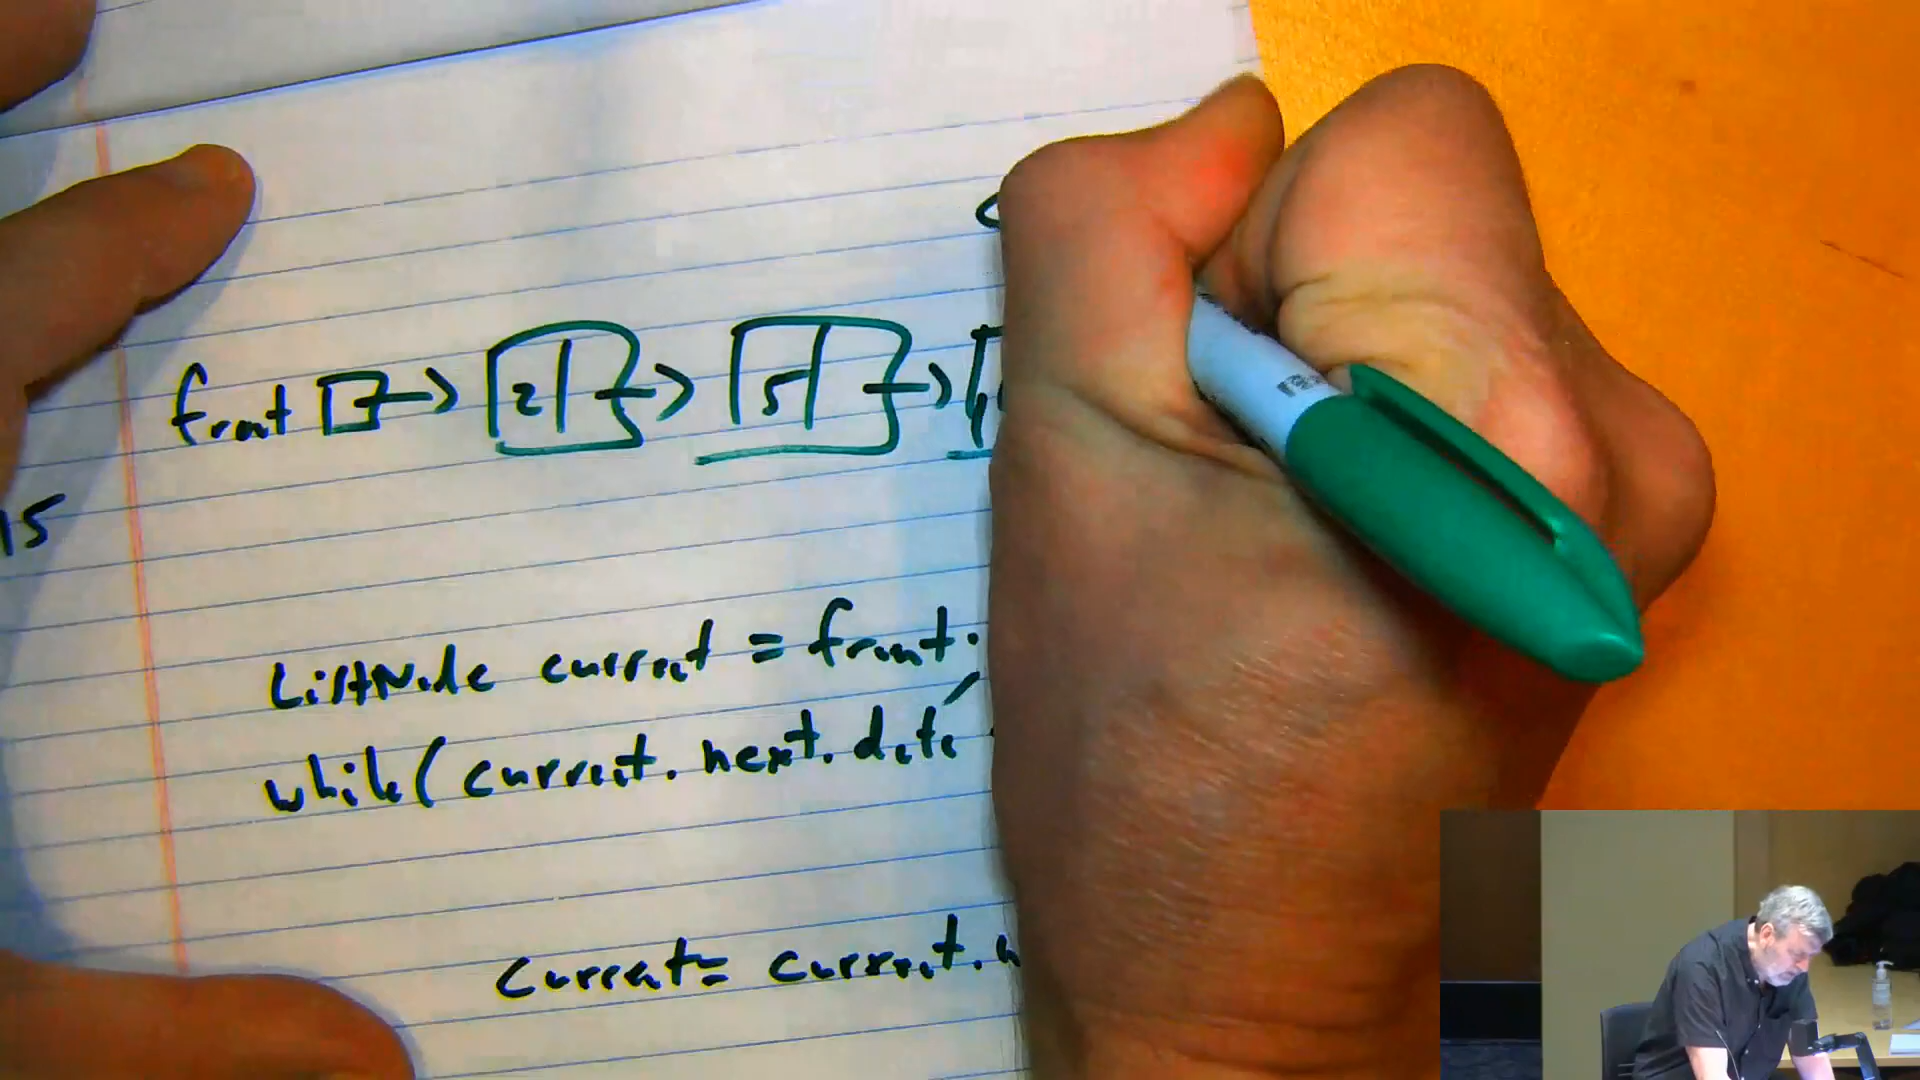 front 2 5
15
ListNode current = front.
while(current.next.data
current= current.n